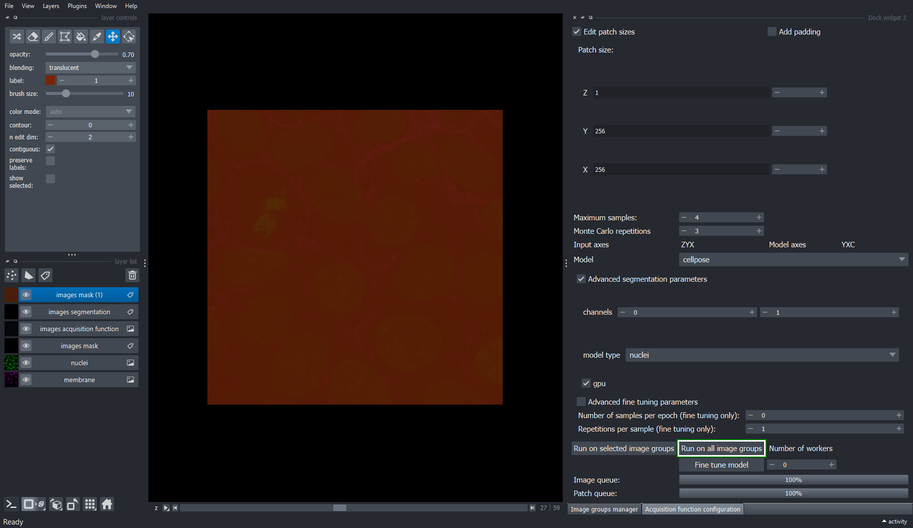 File View Layers Plugins Window Help
layer controls
opacity: 0.70
blending: translucent
label: − 1 +
brush size: 10
color mode: auto
contour: − 0 +
n edit dim: − 2 +
contiguous:
preserve
labels:
show
selected:
layer list
images mask (1)
images segmentation
images acquisition function
images mask
nuclei
membrane
z 27 59
Ready
Dock widget 2
Edit patch sizes Add padding
Patch size:
Z 1 − +
Y 256 − +
X 256 − +
Maximum samples: − 4 +
Monte Carlo repetitions − 3 +
Input axes ZYX Model axes YXC
Model cellpose
Advanced segmentation parameters
channels − 0 + − 1 +
model type nuclei
gpu
Advanced fine tuning parameters
Number of samples per epoch (fine tuning only): − 0 +
Repetitions per sample (fine tuning only): − 1 +
Run on selected image groups Run on all image groups Number of workers
Fine tune model − 0 +
Image queue: 100%
Patch queue: 100%
Image groups manager Acquisition function configuration
activity